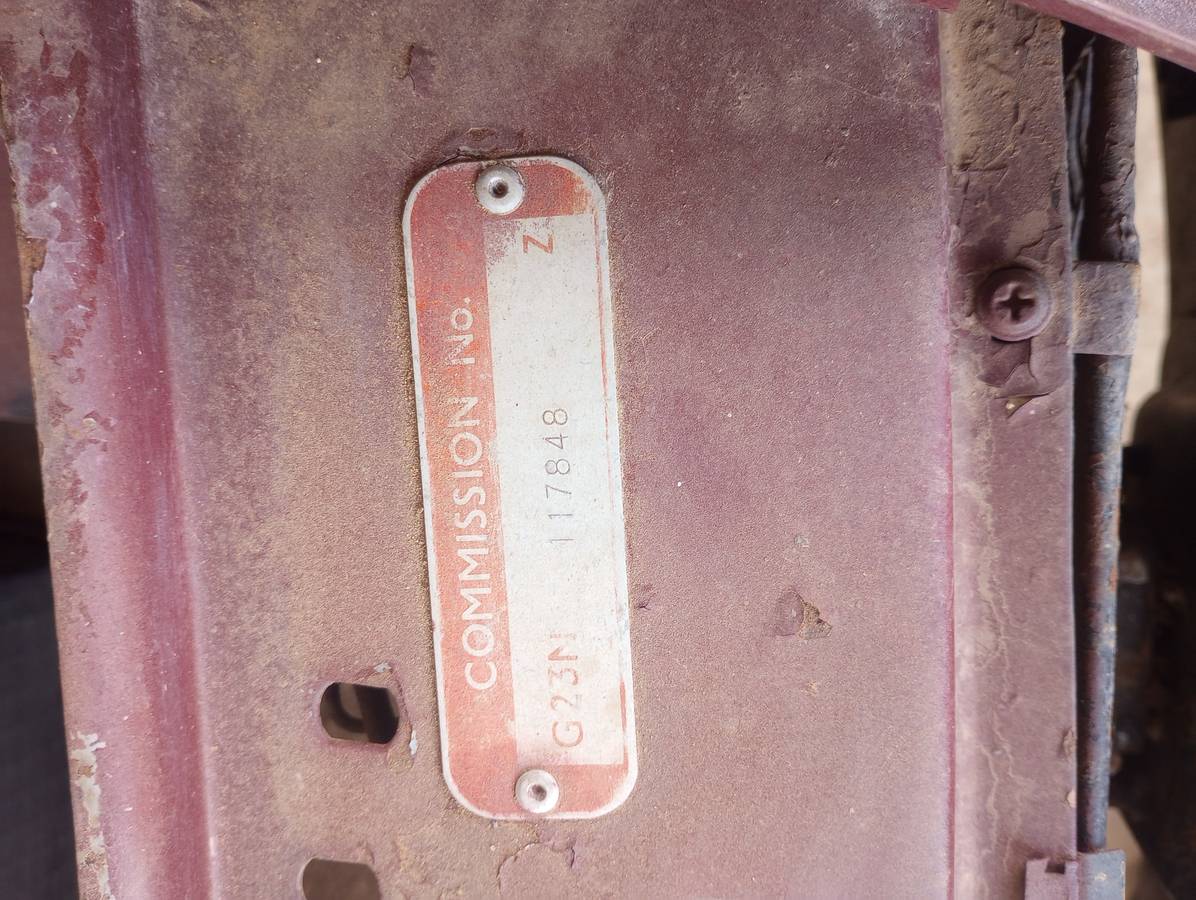 COMMISSION No.
G23N 117848 Z